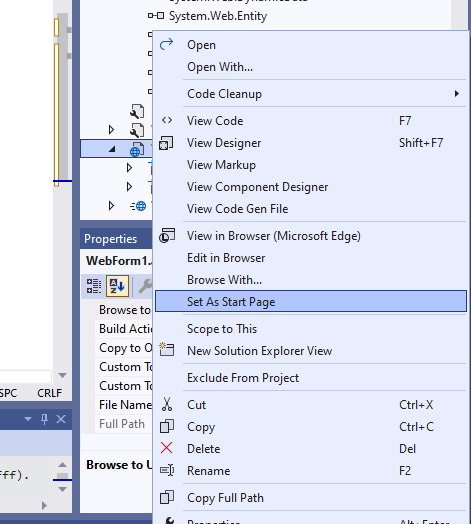 System.Web.Entity
Open
Open With...
Code Cleanup
View Code F7
View Designer Shift+F7
View Markup
View Component Designer
View Code Gen File
View in Browser (Microsoft Edge)
Edit in Browser
Browse With...
Set As Start Page
Scope to This
New Solution Explorer View
Exclude From Project
Cut Ctrl+X
Copy Ctrl+C
Delete Del
Rename F2
Copy Full Path
Properties
WebForm1.
Browse to
Build Actio
Copy to O
Custom To
Custom To
File Name
Full Path
Browse to U
SPC CRLF
fff).
Properties Alt+Enter